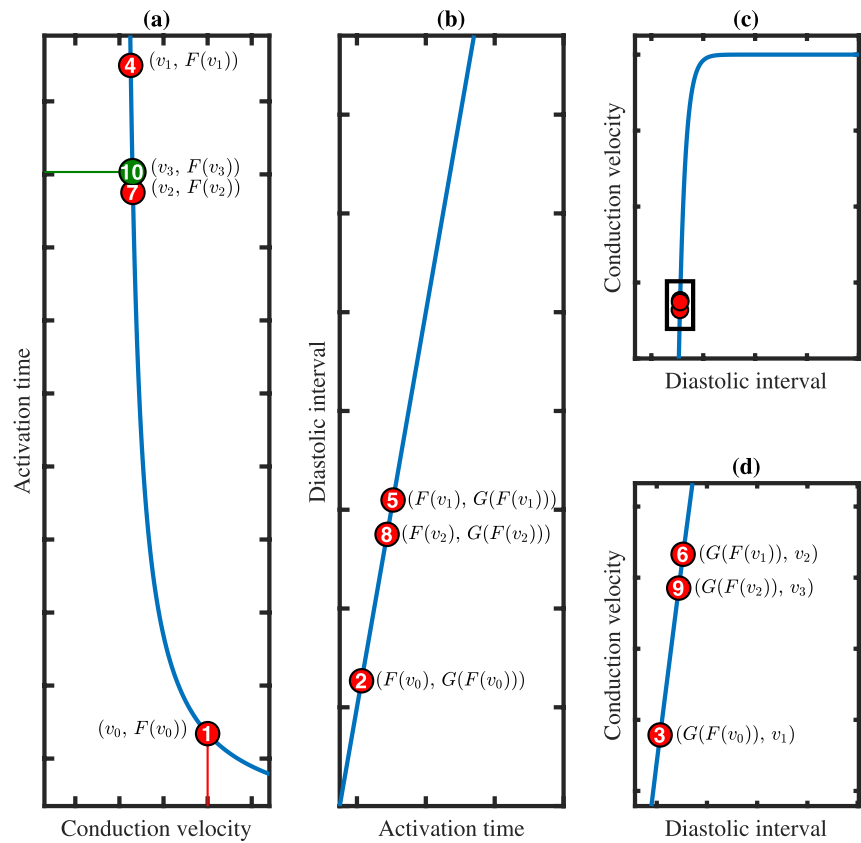 (a)
4 (v₁, F(v₁))
10 (v₃, F(v₃))
7 (v₂, F(v₂))
(v₀, F(v₀)) 1
Activation time
Conduction velocity
(b)
5 (F(v₁), G(F(v₁)))
8 (F(v₂), G(F(v₂)))
2 (F(v₀), G(F(v₀)))
Diastolic interval
Activation time
(c)
Conduction velocity
Diastolic interval
(d)
6 (G(F(v₁)), v₂)
9 (G(F(v₂)), v₃)
3 (G(F(v₀)), v₁)
Conduction velocity
Diastolic interval